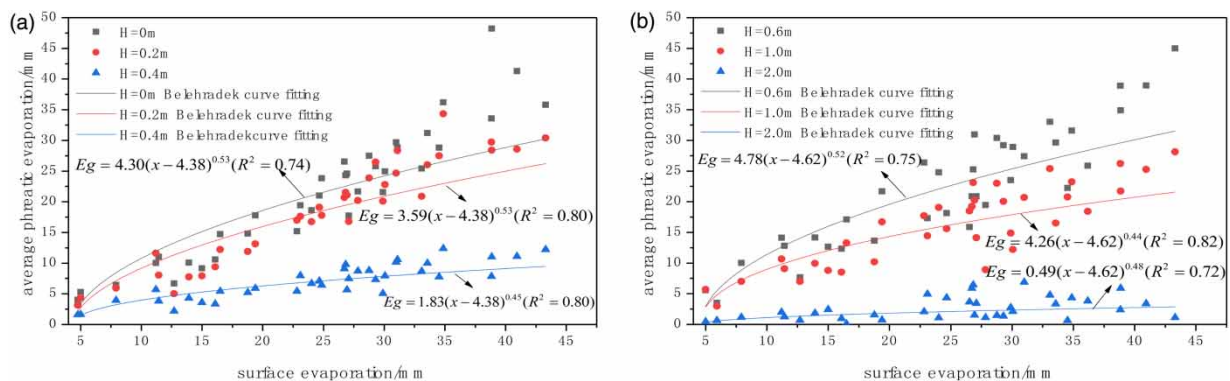 (a)
50
45
40
35
30
25
20
15
10
5
0
average phreatic evaporation/mm
H=0m
H=0.2m
H=0.4m
H=0m Belehradek curve fitting
H=0.2m Belehradek curve fitting
H=0.4m Belehradekcurve fitting
Eg = 4.30(x−4.38)^0.53(R² = 0.74)
Eg = 3.59(x−4.38)^0.53(R² = 0.80)
Eg = 1.83(x−4.38)^0.45(R² = 0.80)
5 10 15 20 25 30 35 40 45
surface evaporation/mm
(b)
50
45
40
35
30
25
20
15
10
5
0
average phreatic evaporation/mm
H=0.6m
H=1.0m
H=2.0m
H=0.6m Belehradek curve fitting
H=1.0m Belehradek curve fitting
H=2.0m Belehradek curve fitting
Eg = 4.78(x−4.62)^0.52(R² = 0.75)
Eg = 4.26(x−4.62)^0.44(R² = 0.82)
Eg = 0.49(x−4.62)^0.48(R² = 0.72)
5 10 15 20 25 30 35 40 45
surface evaporation/mm